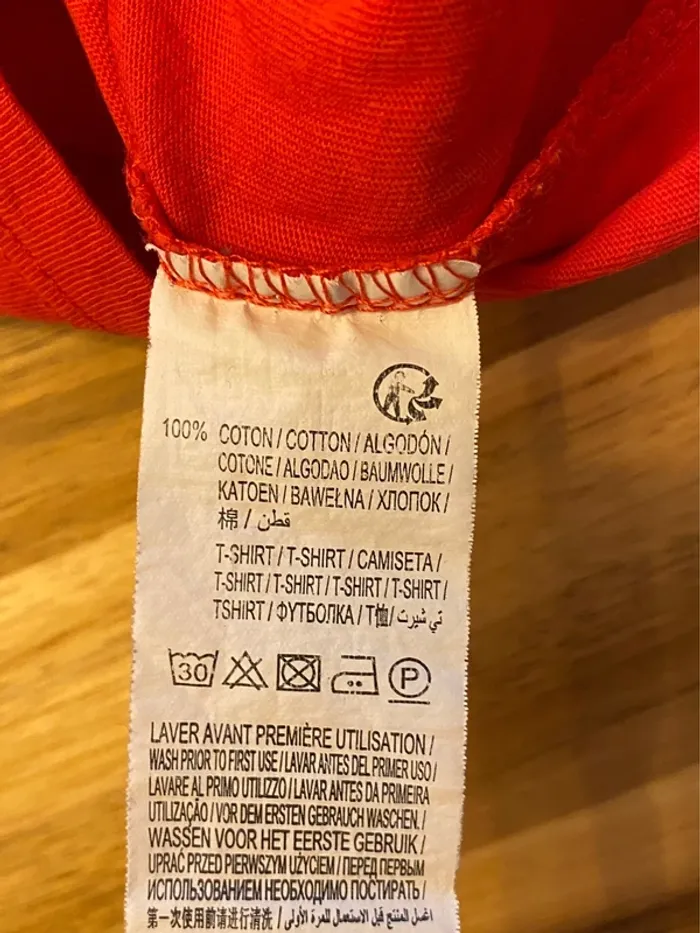 100% COTON / COTTON / ALGODÓN /
COTONE / ALGODAO / BAUMWOLLE /
KATOEN / BAWEŁNA / ХЛОПОК /
棉 / قطن
T-SHIRT / T-SHIRT / CAMISETA /
T-SHIRT / T-SHIRT / T-SHIRT / T-SHIRT /
TSHIRT / ФУТБОЛКА / T恤/ تي شيرت
30 P
LAVER AVANT PREMIÈRE UTILISATION /
WASH PRIOR TO FIRST USE / LAVAR ANTES DEL PRIMER USO /
LAVARE AL PRIMO UTILIZZO / LAVAR ANTES DA PRIMEIRA
UTILIZAÇÃO / VOR DEM ERSTEN GEBRAUCH WASCHEN. /
WASSEN VOOR HET EERSTE GEBRUIK /
UPRAĆ PRZED PIERWSZYM UŻYCIEM / ПЕРЕД ПЕРВЫМ
ИСПОЛЬЗОВАНИЕМ НЕОБХОДИМО ПОСТИРАТЬ /
第一次使用前请进行清洗 / اغسل المنتج قبل الاستعمال للمرة الأولى